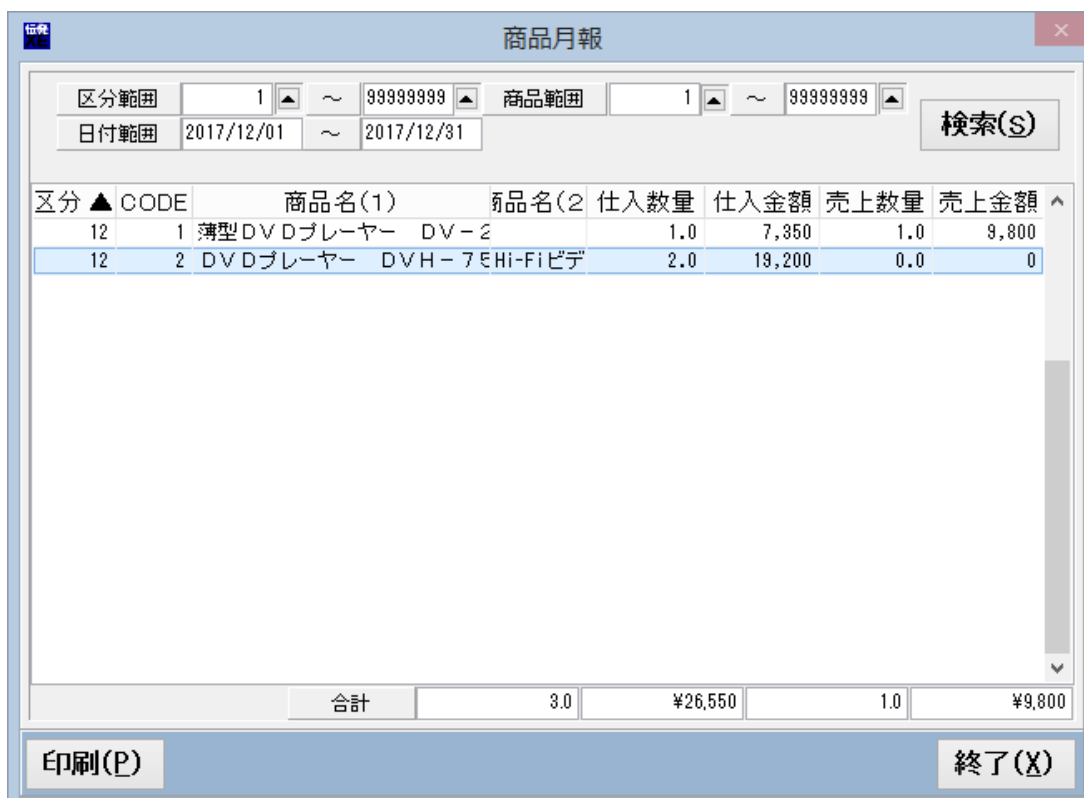 伝発
商品月報
区分範囲 1 ～ 99999999 商品範囲 1 ～ 99999999
検索(S)
日付範囲 2017/12/01 ～ 2017/12/31
区分 ▲ CODE 商品名(1) 商品名(2 仕入数量 仕入金額 売上数量 売上金額
12 1 薄型ＤＶＤプレーヤー　ＤＶ－２ 1.0 7,350 1.0 9,800
12 2 ＤＶＤプレーヤー　ＤＶＨ－７５ Hi-Fiビデ 2.0 19,200 0.0 0
合計 3.0 ¥26,550 1.0 ¥9,800
印刷(P) 終了(X)